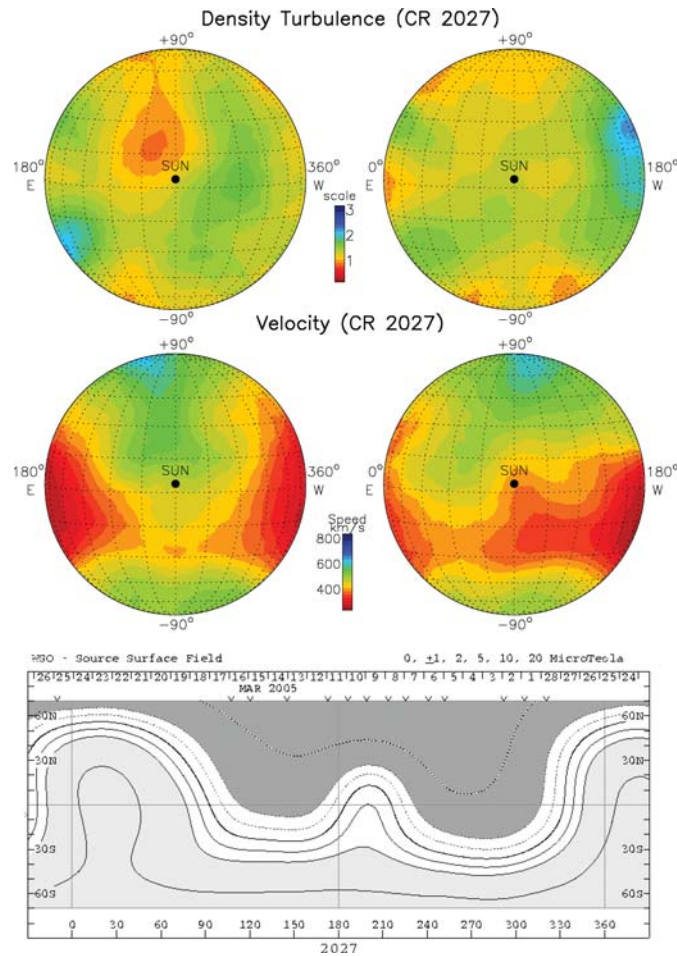 Density Turbulence (CR 2027)
+90° +90°
SUN SUN
180° 360° 0° 180°
E W E W
scale
3
2
1
−90° −90°
Velocity (CR 2027)
+90° +90°
SUN SUN
180° 360° 0° 180°
E W E W
Speed
km/s
800
600
400
−90° −90°
WSO - Source Surface Field 0, ±1, 2, 5, 10, 20 MicroTesla
26 25 24 23 22 21 20 19 18 17 16 15 14 13 12 11 10 9 8 7 6 5 4 3 2 1 28 27 26 25 24
MAR 2005
60N 60N
30N 30N
0 0
30S 30S
60S 60S
0 30 60 90 120 150 180 210 240 270 300 330 360
2027